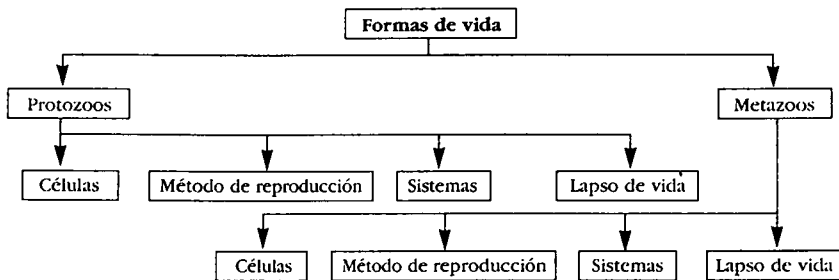 Formas de vida
Protozoos
Metazoos
Células
Método de reproducción
Sistemas
Lapso de vida
Células
Método de reproducción
Sistemas
Lapso de vida